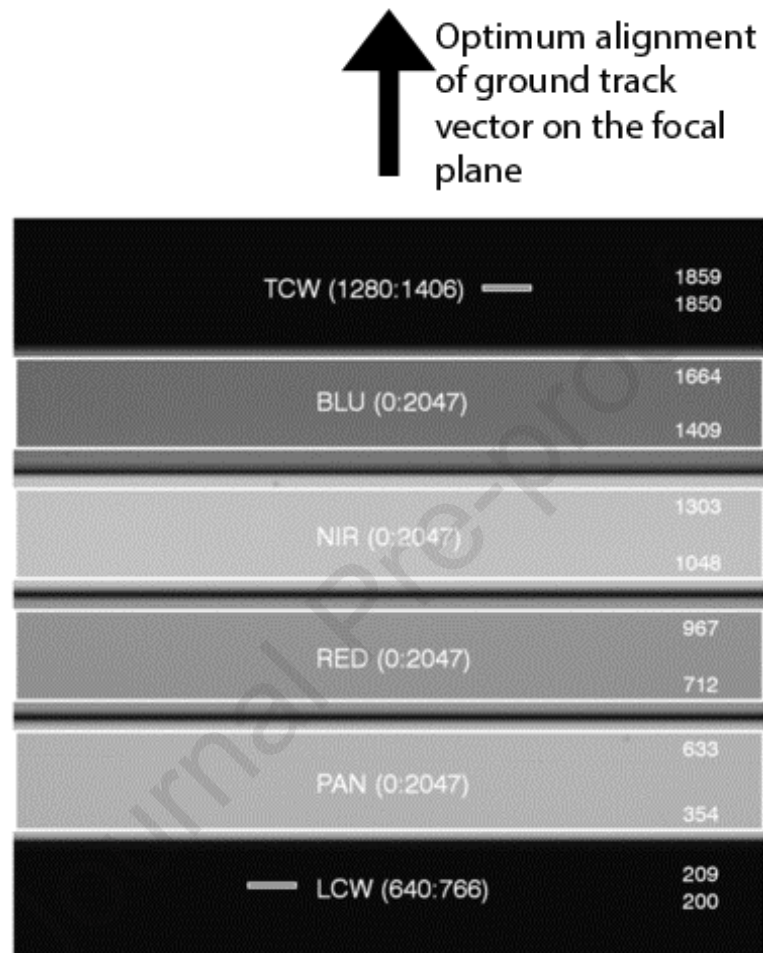 Optimum alignment
of ground track
vector on the focal
plane
TCW (1280:1406)
1859
1850
BLU (0:2047)
1664
1409
NIR (0:2047)
1303
1048
RED (0:2047)
967
712
PAN (0:2047)
633
354
LCW (640:766)
209
200
urnal Pre-pro